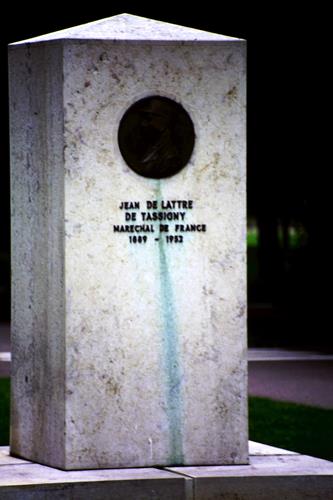 JEAN DE LATTRE
DE TASSIGNY
MARECHAL DE FRANCE
1889 - 1952